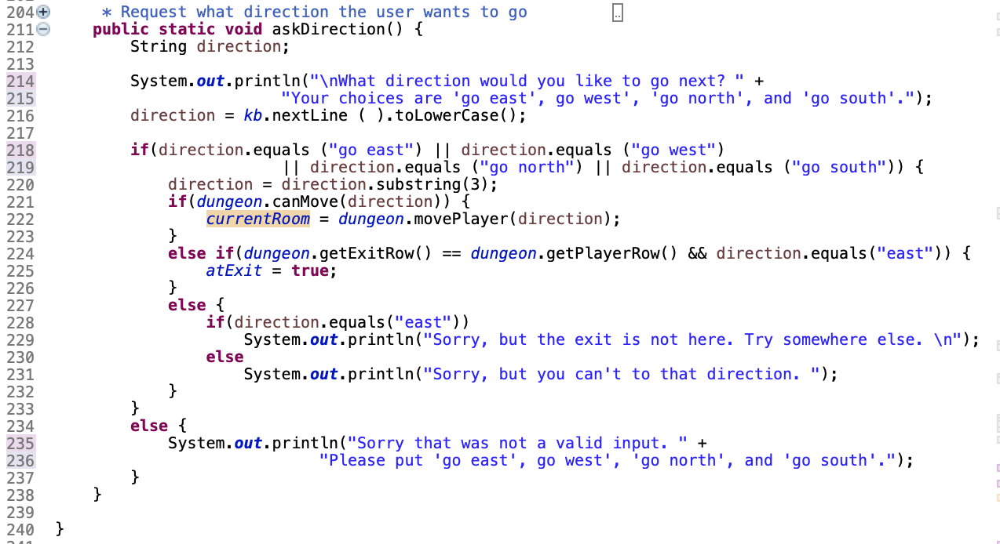 204     * Request what direction the user wants to go ..
211    public static void askDirection() {
212        String direction;
213
214        System.out.println("\nWhat direction would you like to go next? " +
215                        "Your choices are 'go east', go west', 'go north', and 'go south'.");
216        direction = kb.nextLine ( ).toLowerCase();
217
218        if(direction.equals ("go east") || direction.equals ("go west")
219                        || direction.equals ("go north") || direction.equals ("go south")) {
220            direction = direction.substring(3);
221            if(dungeon.canMove(direction)) {
222                currentRoom = dungeon.movePlayer(direction);
223            }
224            else if(dungeon.getExitRow() == dungeon.getPlayerRow() && direction.equals("east")) {
225                atExit = true;
226            }
227            else {
228                if(direction.equals("east"))
229                    System.out.println("Sorry, but the exit is not here. Try somewhere else. \n");
230                else
231                    System.out.println("Sorry, but you can't to that direction. ");
232            }
233        }
234        else {
235            System.out.println("Sorry that was not a valid input. " +
236                            "Please put 'go east', go west', 'go north', and 'go south'.");
237        }
238    }
239
240 }